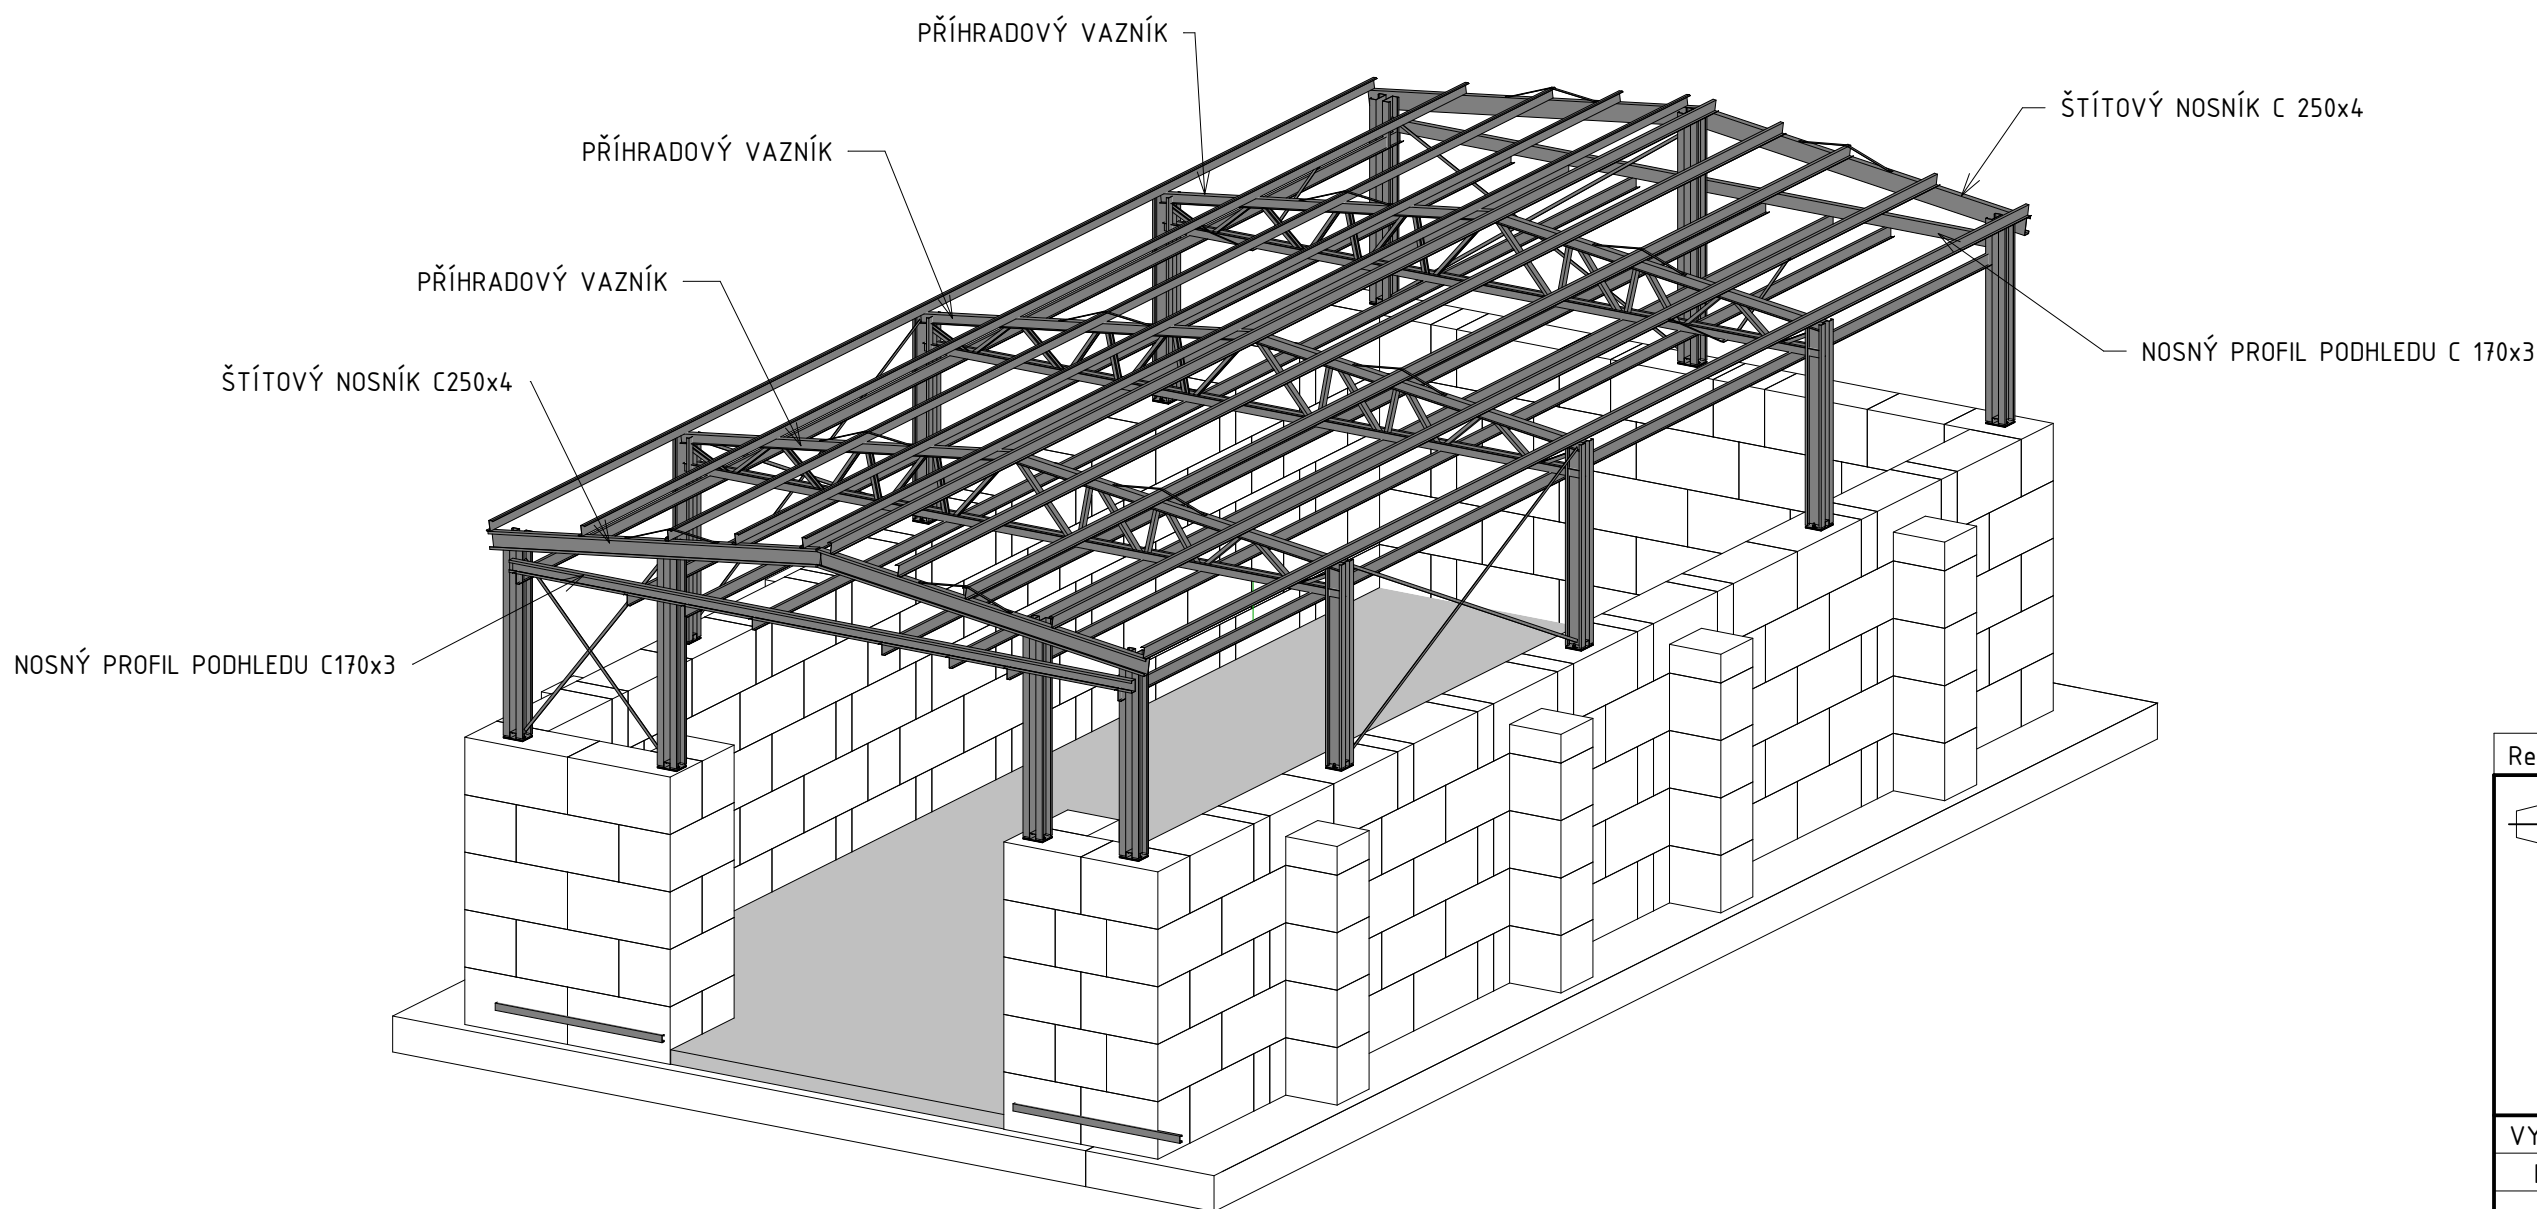 PŘÍHRADOVÝ VAZNÍK
ŠTÍTOVÝ NOSNÍK C 250x4
PŘÍHRADOVÝ VAZNÍK
PŘÍHRADOVÝ VAZNÍK
NOSNÝ PROFIL PODHLEDU C 170x3
ŠTÍTOVÝ NOSNÍK C250x4
NOSNÝ PROFIL PODHLEDU C170x3
Re
VY